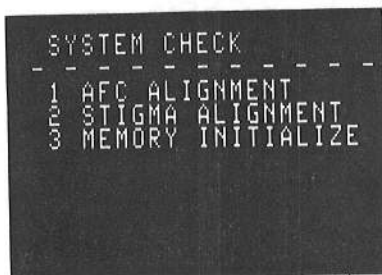 SYSTEM CHECK
- - - - - - - - - - - -
1 AFC ALIGNMENT
2 STIGMA ALIGNMENT
3 MEMORY INITIALIZE